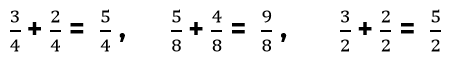 3/4 + 2/4 = 5/4 , 5/8 + 4/8 = 9/8 , 3/2 + 2/2 = 5/2